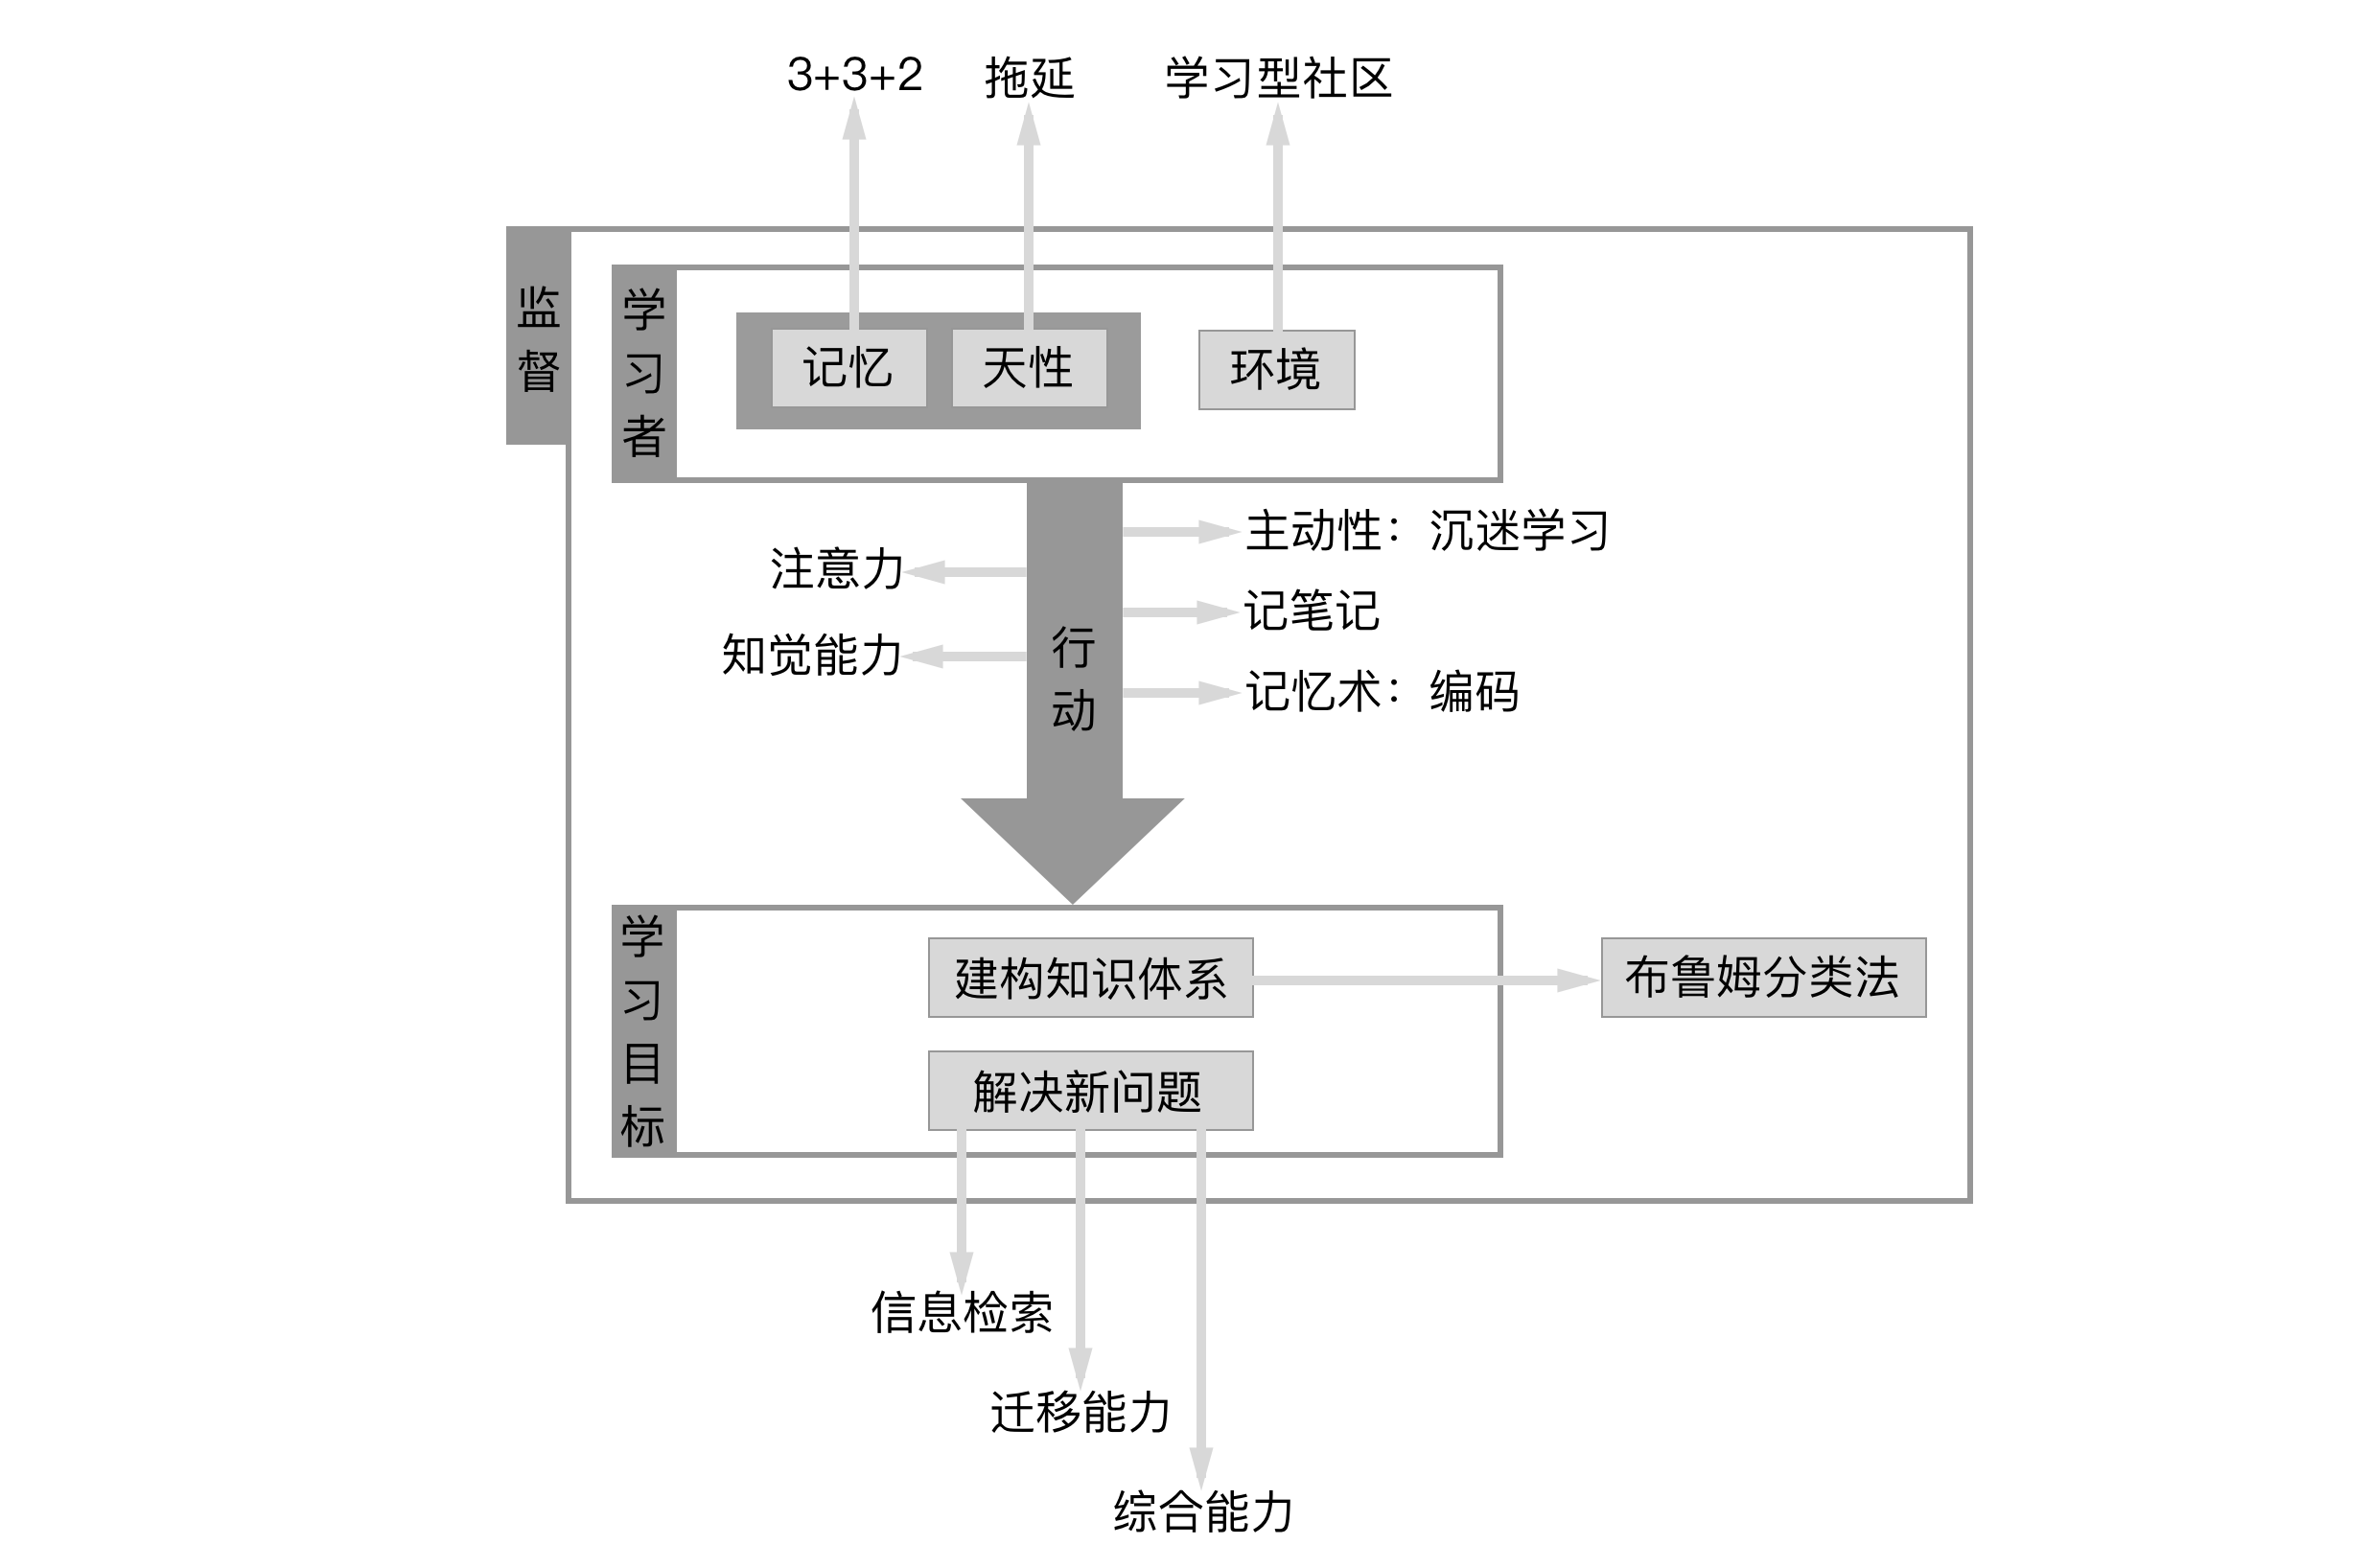 3+3+2
拖延
学习型社区
监督
学习者
记忆
天性
环境
主动性：沉迷学习
注意力
记笔记
知觉能力
行动
记忆术：编码
学习目标
建构知识体系
布鲁姆分类法
解决新问题
信息检索
迁移能力
综合能力